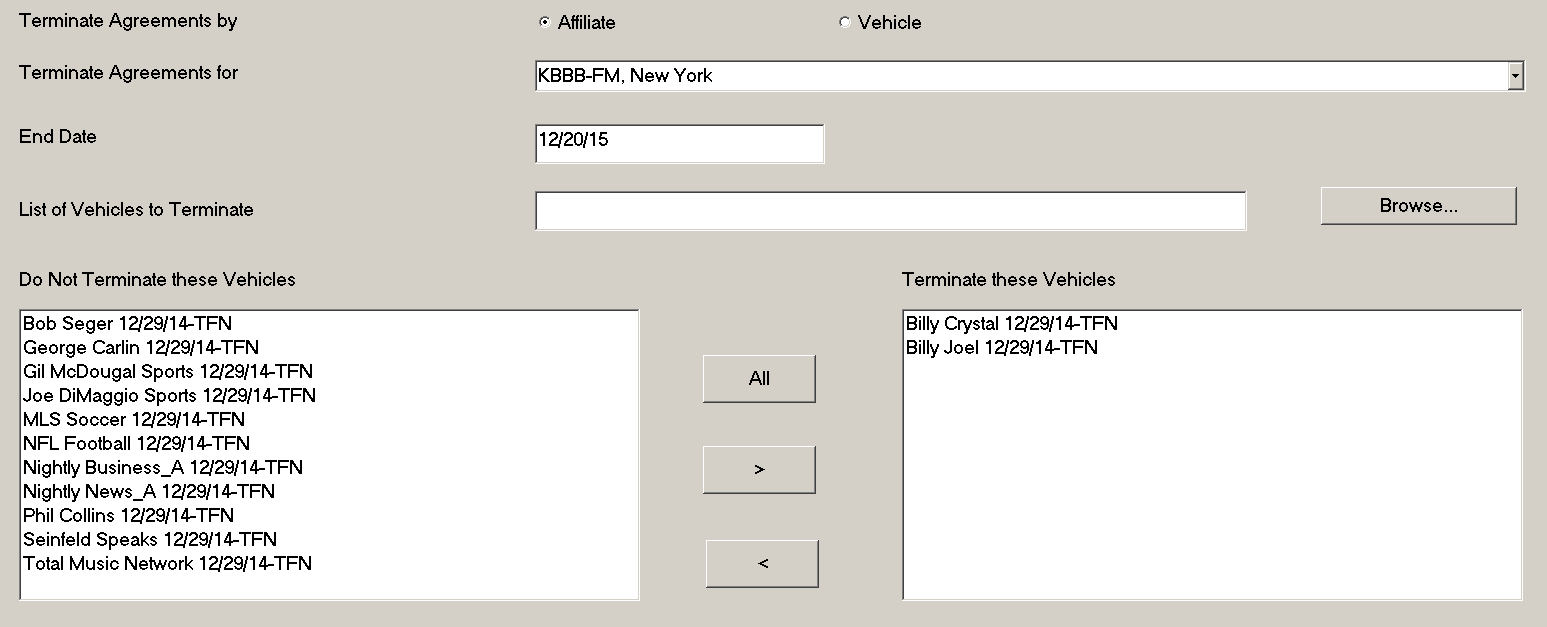 Terminate Agreements by Affiliate Vehicle
Terminate Agreements for KBBB-FM, New York
End Date 12/20/15
List of Vehicles to Terminate Browse...
Do Not Terminate these Vehicles
Bob Seger 12/29/14-TFN
George Carlin 12/29/14-TFN
Gil McDougal Sports 12/29/14-TFN
Joe DiMaggio Sports 12/29/14-TFN
MLS Soccer 12/29/14-TFN
NFL Football 12/29/14-TFN
Nightly Business_A 12/29/14-TFN
Nightly News_A 12/29/14-TFN
Phil Collins 12/29/14-TFN
Seinfeld Speaks 12/29/14-TFN
Total Music Network 12/29/14-TFN
All
>
<
Terminate these Vehicles
Billy Crystal 12/29/14-TFN
Billy Joel 12/29/14-TFN